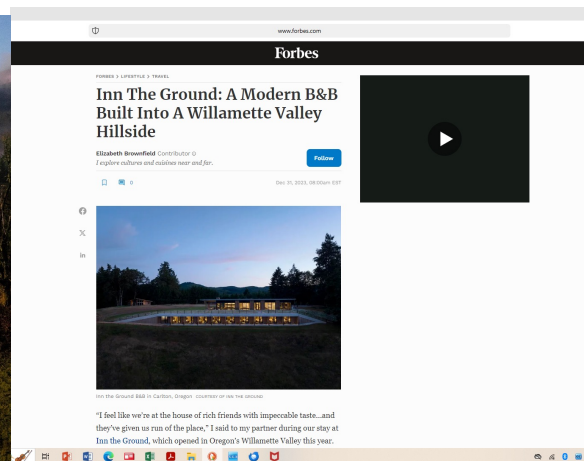 www.forbes.com
Forbes
FORBES > LIFESTYLE > TRAVEL
Inn The Ground: A Modern B&B
Built Into A Willamette Valley
Hillside
Elizabeth Brownfield Contributor
I explore cultures and cuisines near and far.
Follow
0
Dec 31, 2023, 08:00am EST
in
Inn the Ground B&B in Carlton, Oregon COURTESY OF INN THE GROUND
“I feel like we're at the house of rich friends with impeccable taste...and
they've given us run of the place,” I said to my partner during our stay at
Inn the Ground, which opened in Oregon's Willamette Valley this year.